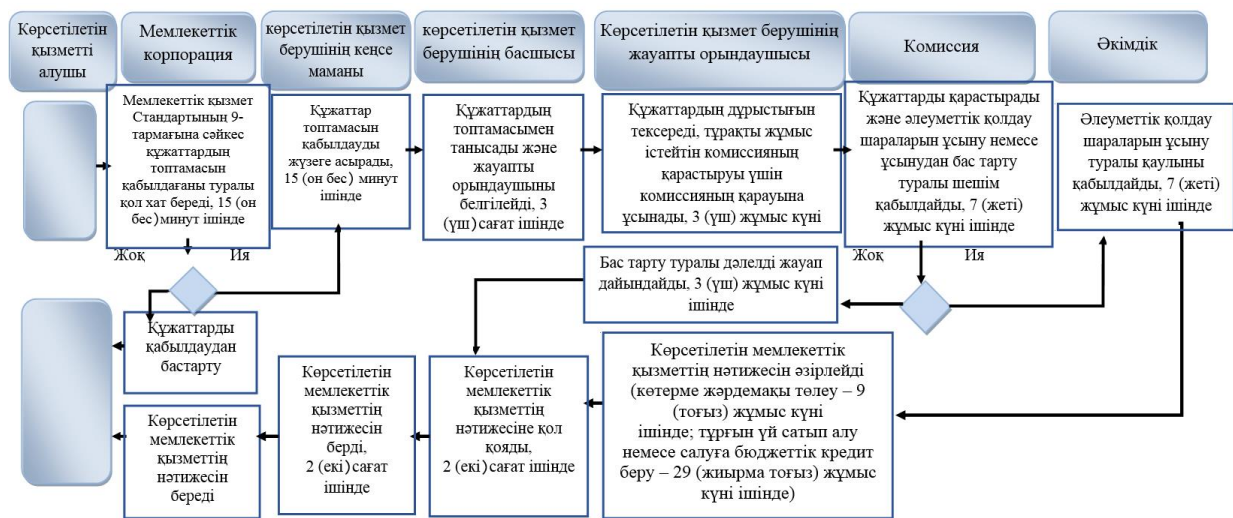 Көрсетілетін
қызметті
алушы
Мемлекеттік
корпорация
көрсетілетін қызмет
берушінің кеңсе
маманы
көрсетілетін қызмет
берушінің басшысы
Көрсетілетін қызмет берушінің
жауапты орындаушысы
Комиссия
Әкімдік
Мемлекеттік қызмет
Стандартының 9-
тармағына сәйкес
құжаттардың
топтамасын
қабылдағаны туралы
қол хат береді, 15 (он
бес) минут ішінде
Құжаттар
топтамасын
қабылдауды
жүзеге асырады,
15 (он бес) минут
ішінде
Құжаттардың
топтамасымен
танысады және
жауапты
орындаушыны
белгілейді, 3
(үш) сағат ішінде
Құжаттардың дұрыстығын
тексереді, тұрақты жұмыс
істейтін комиссияның
қарастыруы үшін
комиссияның қарауына
ұсынады, 3 (үш) жұмыс күні
Құжаттарды қарастырады
және әлеуметтік қолдау
шараларын ұсыну немесе
ұсынудан бас тарту
туралы шешім
қабылдайды, 7 (жеті)
жұмыс күні ішінде
Әлеуметтік қолдау
шараларын ұсыну
туралы қаулыны
қабылдайды, 7 (жеті)
жұмыс күні ішінде
Жоқ
Ия
Жоқ
Ия
Бас тарту туралы дәлелді жауап
дайындайды, 3 (үш) жұмыс күні
ішінде
Құжаттарды
қабылдаудан
бастарту
Көрсетілетін
мемлекеттік
қызметтің
нәтижесін
береді
Көрсетілетін
мемлекеттік
қызметтің
нәтижесін
берді,
2 (екі) сағат
ішінде
Көрсетілетін
мемлекеттік
қызметтің
нәтижесіне қол
қояды,
2 (екі) сағат ішінде
Көрсетілетін мемлекеттік
қызметтің нәтижесін әзірлейді
(көтерме жәрдемақы төлеу – 9
(тоғыз) жұмыс күні
ішінде; тұрғын үй сатып алу
немесе салуға бюджеттік кредит
беру – 29 (жиырма тоғыз) жұмыс
күні ішінде)